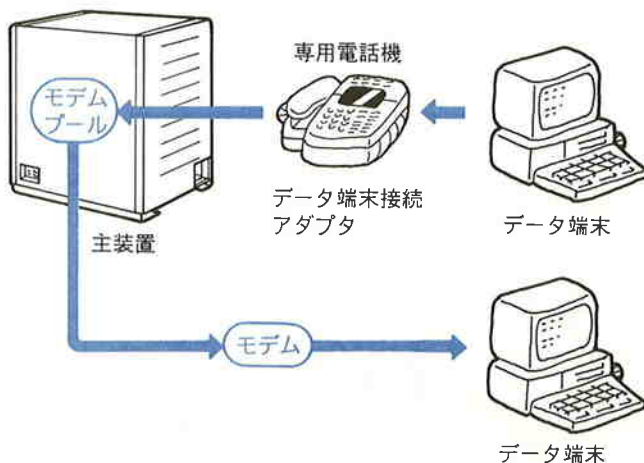 専用電話機
モデム
プール
データ端末接続
アダプタ
データ端末
主装置
モデム
データ端末